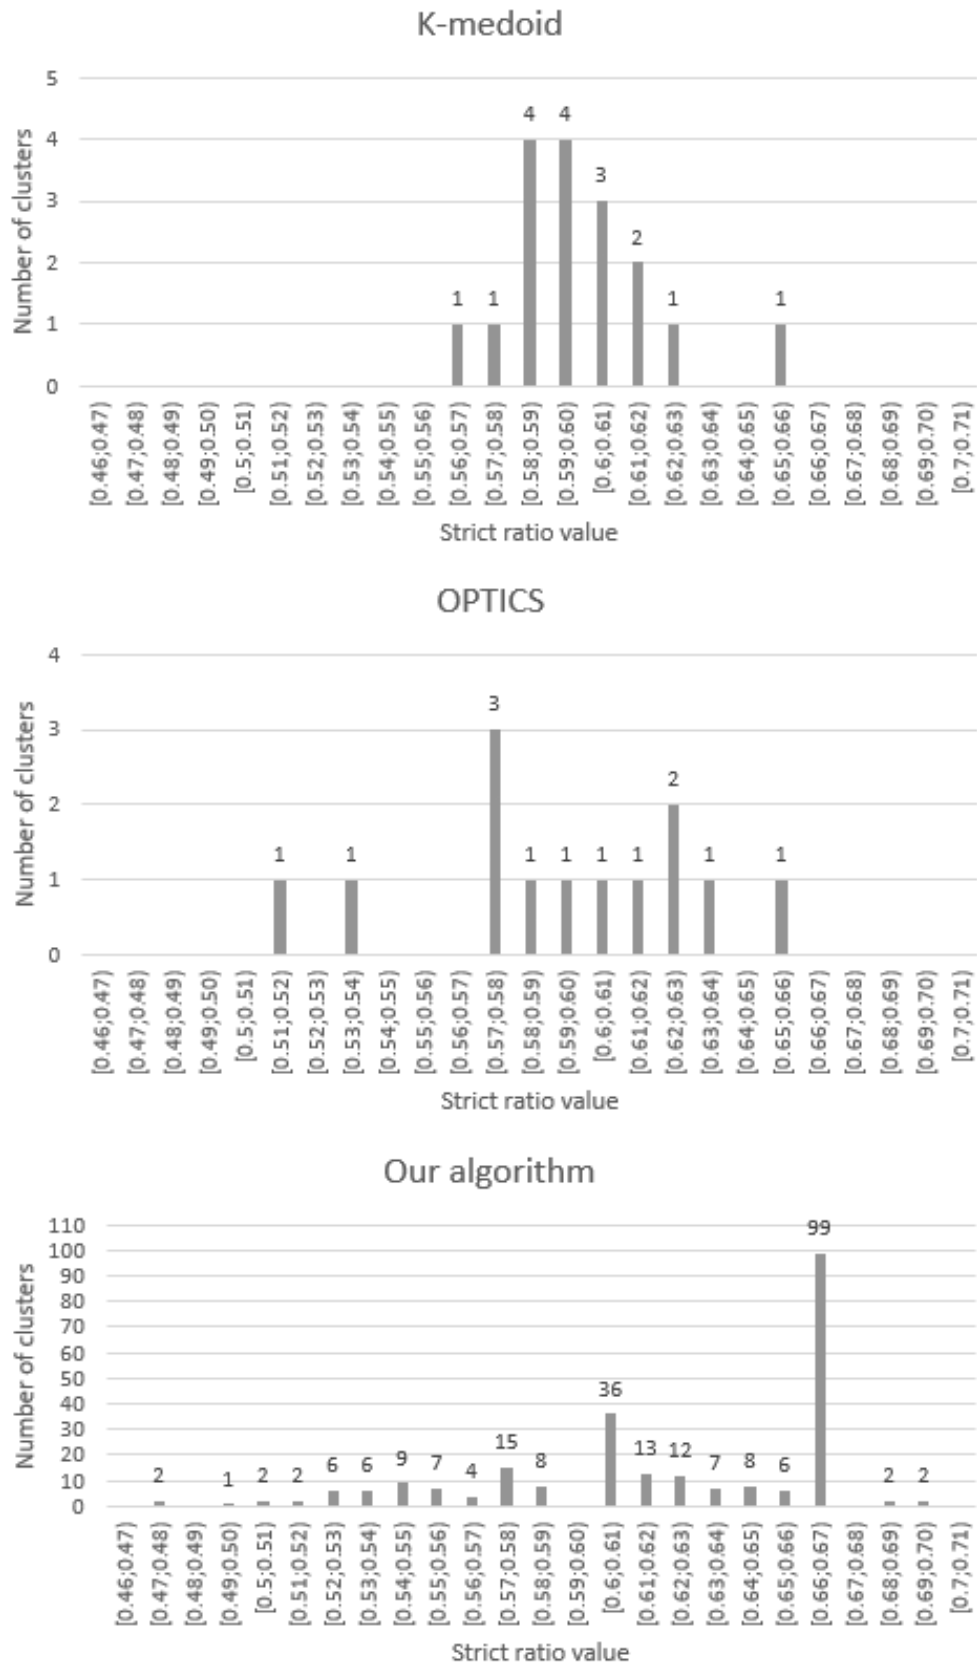 K-medoid
5
4
3
2
1
0
Number of clusters
1 1 4 4 3 2 1 1
[0.46;0.47) [0.47;0.48) [0.48;0.49) [0.49;0.50) [0.5;0.51) [0.51;0.52) [0.52;0.53) [0.53;0.54) [0.54;0.55) [0.55;0.56) [0.56;0.57) [0.57;0.58) [0.58;0.59) [0.59;0.60) [0.6;0.61) [0.61;0.62) [0.62;0.63) [0.63;0.64) [0.64;0.65) [0.65;0.66) [0.66;0.67) [0.67;0.68) [0.68;0.69) [0.69;0.70) [0.7;0.71)
Strict ratio value
OPTICS
4
3
2
1
0
Number of clusters
1 1 3 1 1 1 1 2 1 1
[0.46;0.47) [0.47;0.48) [0.48;0.49) [0.49;0.50) [0.5;0.51) [0.51;0.52) [0.52;0.53) [0.53;0.54) [0.54;0.55) [0.55;0.56) [0.56;0.57) [0.57;0.58) [0.58;0.59) [0.59;0.60) [0.6;0.61) [0.61;0.62) [0.62;0.63) [0.63;0.64) [0.64;0.65) [0.65;0.66) [0.66;0.67) [0.67;0.68) [0.68;0.69) [0.69;0.70) [0.7;0.71)
Strict ratio value
Our algorithm
110
100
90
80
70
60
50
40
30
20
10
0
Number of clusters
2 1 2 2 6 6 9 7 4 15 8 36 13 12 7 8 6 99 2 2
[0.46;0.47) [0.47;0.48) [0.48;0.49) [0.49;0.50) [0.5;0.51) [0.51;0.52) [0.52;0.53) [0.53;0.54) [0.54;0.55) [0.55;0.56) [0.56;0.57) [0.57;0.58) [0.58;0.59) [0.59;0.60) [0.6;0.61) [0.61;0.62) [0.62;0.63) [0.63;0.64) [0.64;0.65) [0.65;0.66) [0.66;0.67) [0.67;0.68) [0.68;0.69) [0.69;0.70) [0.7;0.71)
Strict ratio value